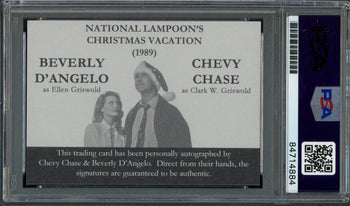 NATIONAL LAMPOON'S
CHRISTMAS VACATION
(1989)
BEVERLY
D'ANGELO
as Ellen Griswold
CHEVY
CHASE
as Clark W. Griswold
This trading card has been personally autographed by
Chevy Chase & Beverly D'Angelo. Direct from their hands, the
signatures are guaranteed to be authentic.
PSA
84714884